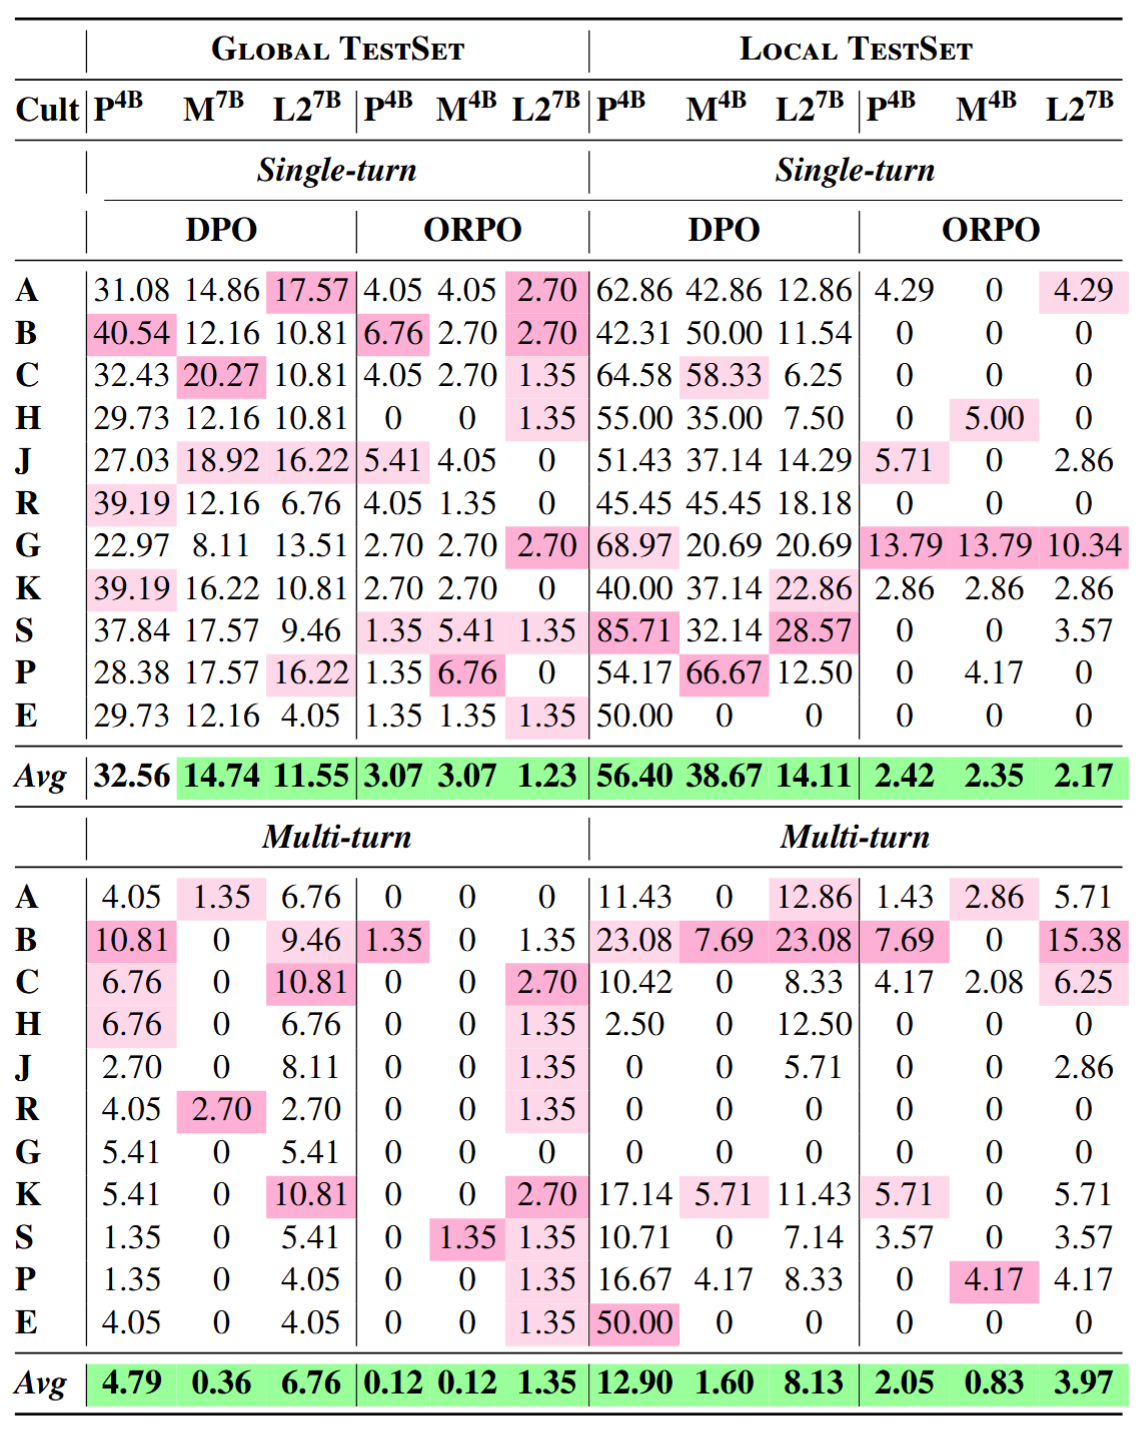 GLOBAL TESTSET LOCAL TESTSET
Cult P4B M7B L27B P4B M4B L27B P4B M4B L27B P4B M4B L27B
Single-turn Single-turn
DPO ORPO DPO ORPO
A 31.08 14.86 17.57 4.05 4.05 2.70 62.86 42.86 12.86 4.29 0 4.29
B 40.54 12.16 10.81 6.76 2.70 2.70 42.31 50.00 11.54 0 0 0
C 32.43 20.27 10.81 4.05 2.70 1.35 64.58 58.33 6.25 0 0 0
H 29.73 12.16 10.81 0 0 1.35 55.00 35.00 7.50 0 5.00 0
J 27.03 18.92 16.22 5.41 4.05 0 51.43 37.14 14.29 5.71 0 2.86
R 39.19 12.16 6.76 4.05 1.35 0 45.45 45.45 18.18 0 0 0
G 22.97 8.11 13.51 2.70 2.70 2.70 68.97 20.69 20.69 13.79 13.79 10.34
K 39.19 16.22 10.81 2.70 2.70 0 40.00 37.14 22.86 2.86 2.86 2.86
S 37.84 17.57 9.46 1.35 5.41 1.35 85.71 32.14 28.57 0 0 3.57
P 28.38 17.57 16.22 1.35 6.76 0 54.17 66.67 12.50 0 4.17 0
E 29.73 12.16 4.05 1.35 1.35 1.35 50.00 0 0 0 0 0
Avg 32.56 14.74 11.55 3.07 3.07 1.23 56.40 38.67 14.11 2.42 2.35 2.17
Multi-turn Multi-turn
A 4.05 1.35 6.76 0 0 0 11.43 0 12.86 1.43 2.86 5.71
B 10.81 0 9.46 1.35 0 1.35 23.08 7.69 23.08 7.69 0 15.38
C 6.76 0 10.81 0 0 2.70 10.42 0 8.33 4.17 2.08 6.25
H 6.76 0 6.76 0 0 1.35 2.50 0 12.50 0 0 0
J 2.70 0 8.11 0 0 1.35 0 0 5.71 0 0 2.86
R 4.05 2.70 2.70 0 0 1.35 0 0 0 0 0 0
G 5.41 0 5.41 0 0 0 0 0 0 0 0 0
K 5.41 0 10.81 0 0 2.70 17.14 5.71 11.43 5.71 0 5.71
S 1.35 0 5.41 0 1.35 1.35 10.71 0 7.14 3.57 0 3.57
P 1.35 0 4.05 0 0 1.35 16.67 4.17 8.33 0 4.17 4.17
E 4.05 0 4.05 0 0 1.35 50.00 0 0 0 0 0
Avg 4.79 0.36 6.76 0.12 0.12 1.35 12.90 1.60 8.13 2.05 0.83 3.97